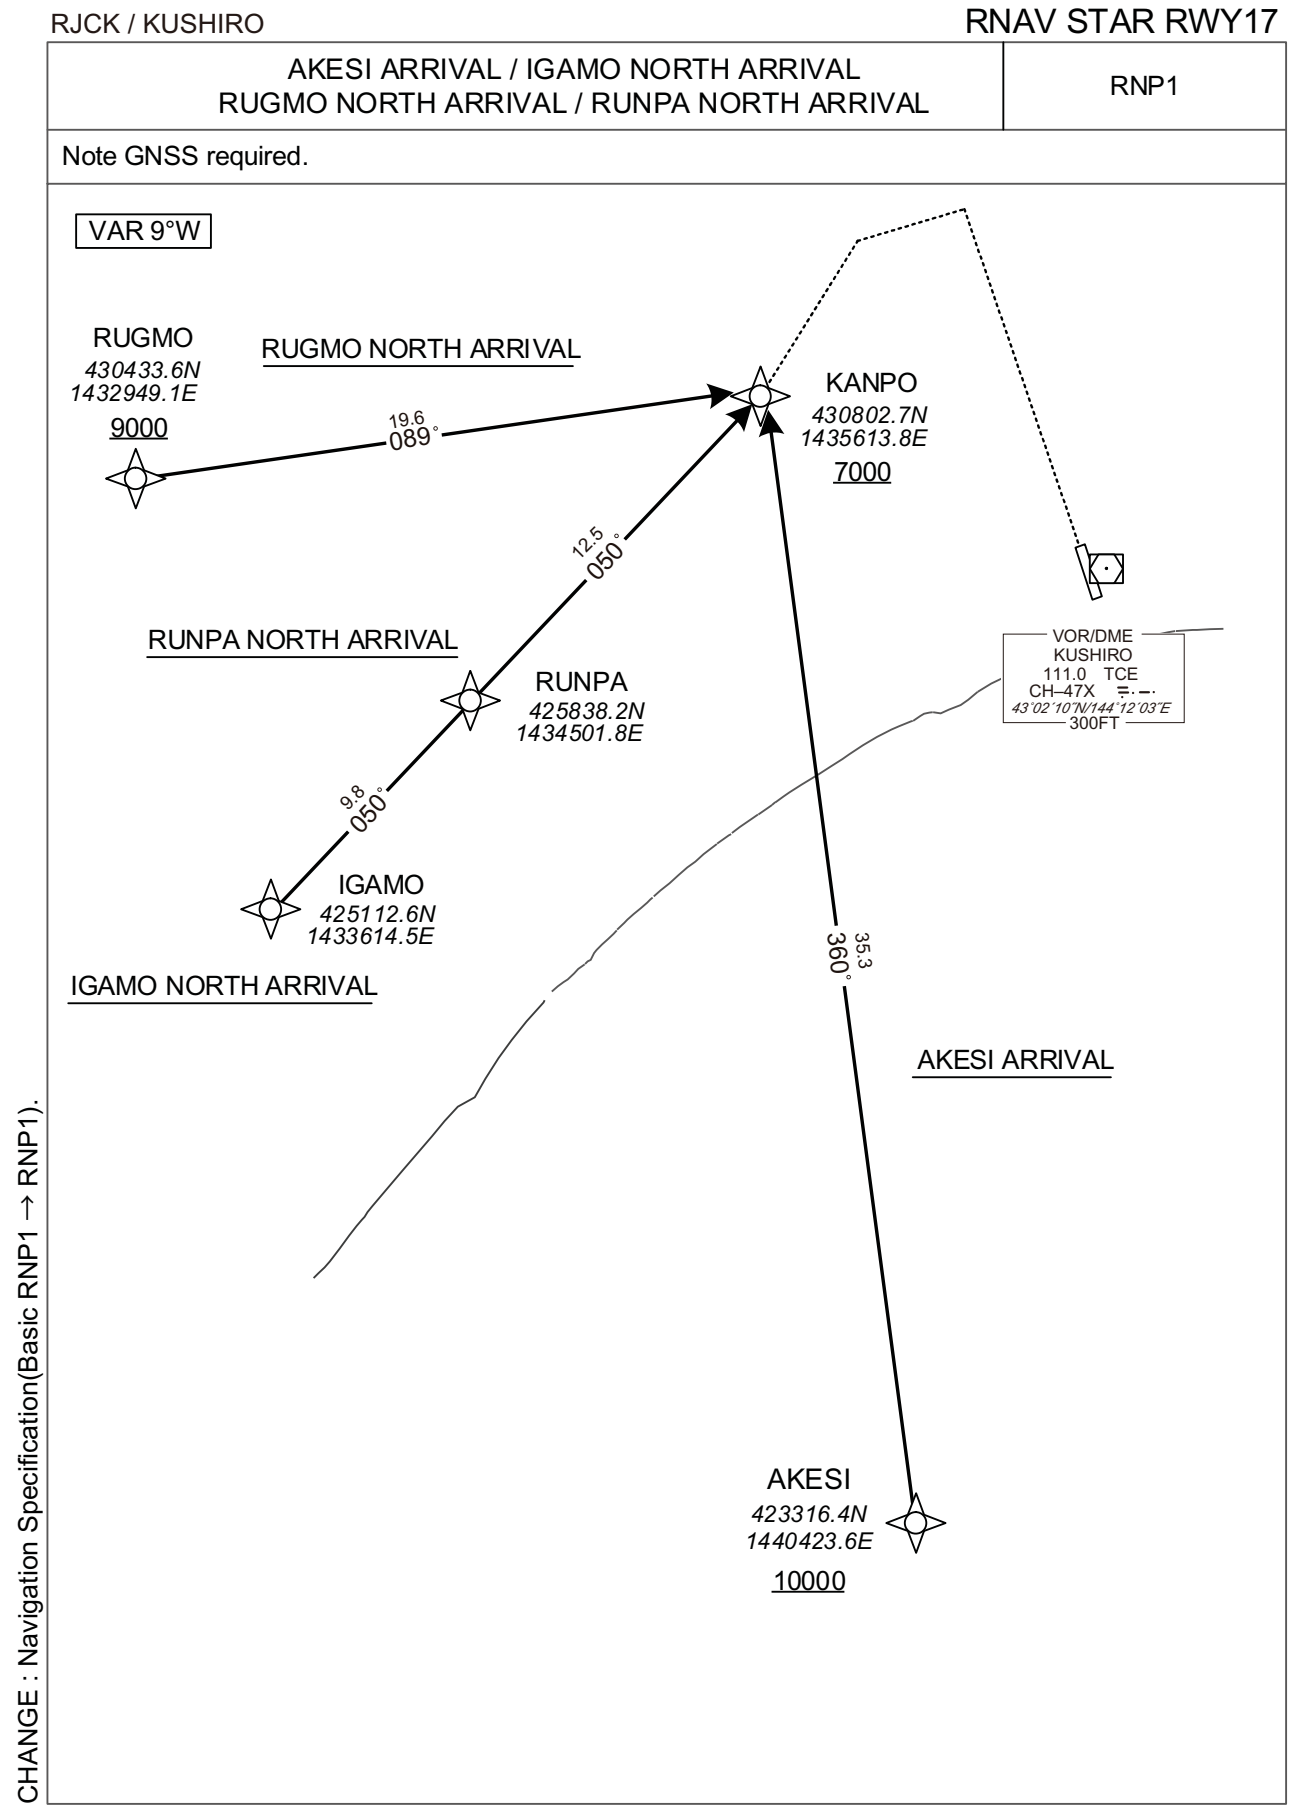 RJCK / KUSHIRO
RNAV STAR RWY17
AKESI ARRIVAL / IGAMO NORTH ARRIVAL
RUGMO NORTH ARRIVAL / RUNPA NORTH ARRIVAL
RNP1
Note GNSS required.
VAR 9°W
RUGMO
430433.6N
1432949.1E
9000
RUGMO NORTH ARRIVAL
19.6
089°
KANPO
430802.7N
1435613.8E
7000
12.5
050°
RUNPA NORTH ARRIVAL
RUNPA
425838.2N
1434501.8E
VOR/DME
KUSHIRO
111.0 TCE
CH–47X
43°02′10″N/144°12′03″E
300FT
9.8
050°
IGAMO
425112.6N
1433614.5E
IGAMO NORTH ARRIVAL
35.3
360°
AKESI ARRIVAL
AKESI
423316.4N
1440423.6E
10000
CHANGE : Navigation Specification(Basic RNP1 → RNP1).